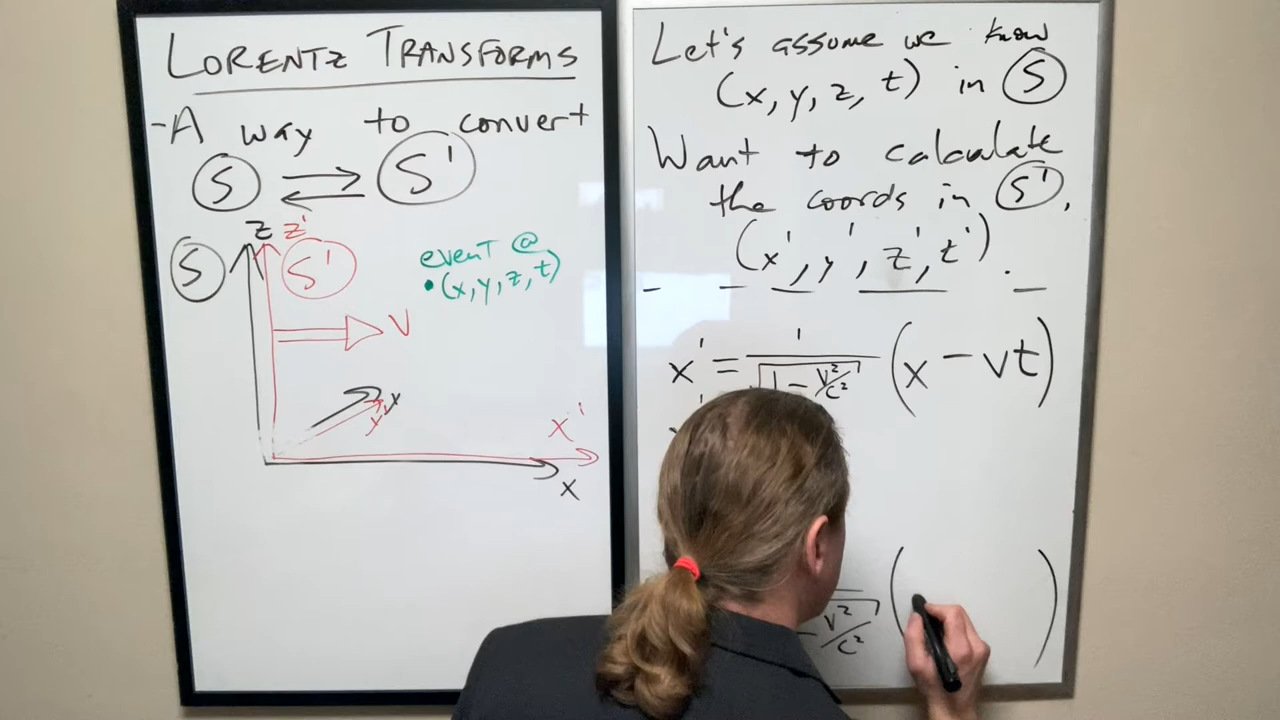 LORENTZ TRANSFORMS
-A way to convert
S ⇄ S'
z z'
S S'
event @
•(x,y,z,t)
V
y
y'
x'
x
Let's assume we know
(x, y, z, t) in S
Want to calculate
the coords in S',
(x', y', z', t').
x' = 1/√(1 - v²/c²) (x - vt)
- v²/c² ( )